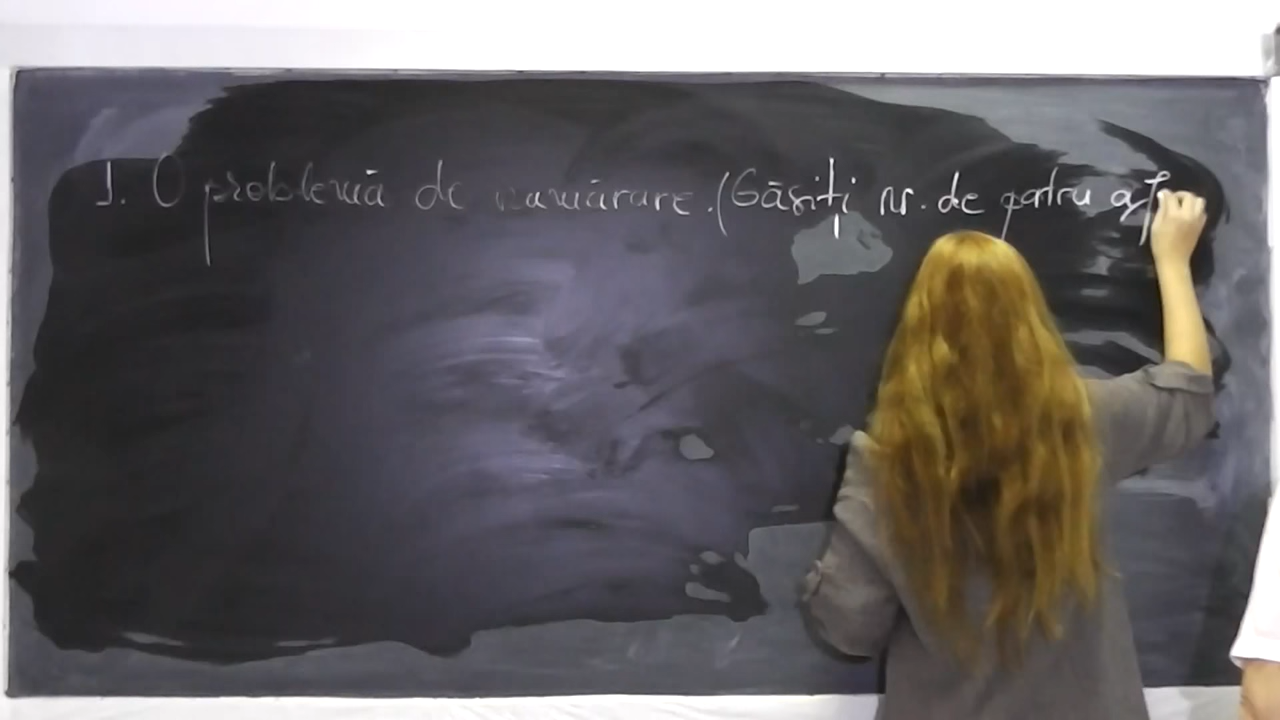 1. O problemă de numărare. (Găsiți nr. de patru cif